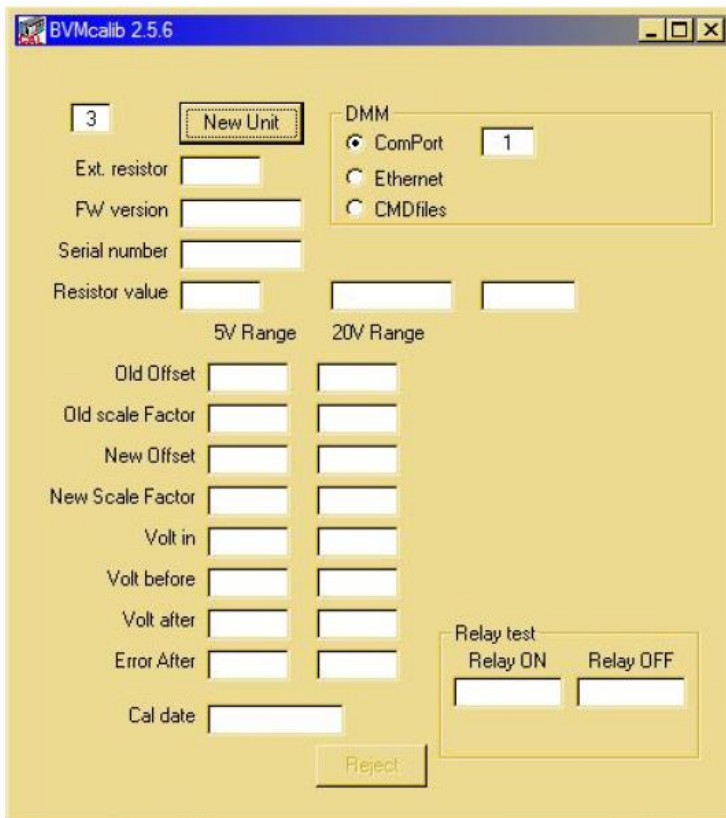 CAL BVMcalib 2.5.6
3 New Unit
DMM
ComPort 1
Ext. resistor
Ethernet
FW version
CMDfiles
Serial number
Resistor value
5V Range 20V Range
Old Offset
Old scale Factor
New Offset
New Scale Factor
Volt in
Volt before
Volt after
Error After
Relay test
Relay ON Relay OFF
Cal date
Reject